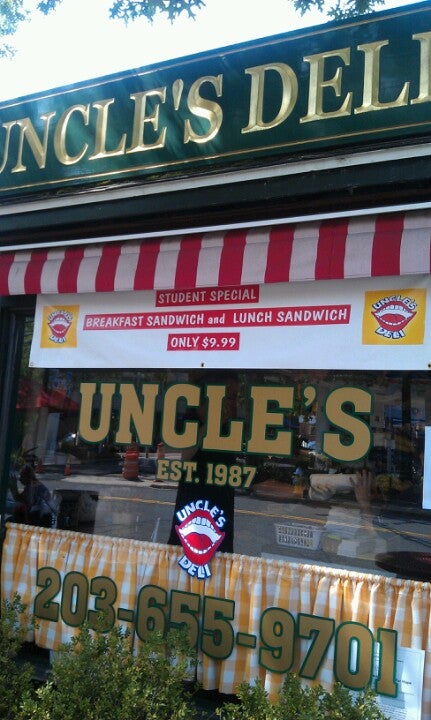 UNCLE'S DELI
STUDENT SPECIAL
BREAKFAST SANDWICH and LUNCH SANDWICH
ONLY $9.99
UNCLE'S
DELI
UNCLE'S
DELI
UNCLE'S
EST. 1987
UNCLE'S
DELI
203-655-9701